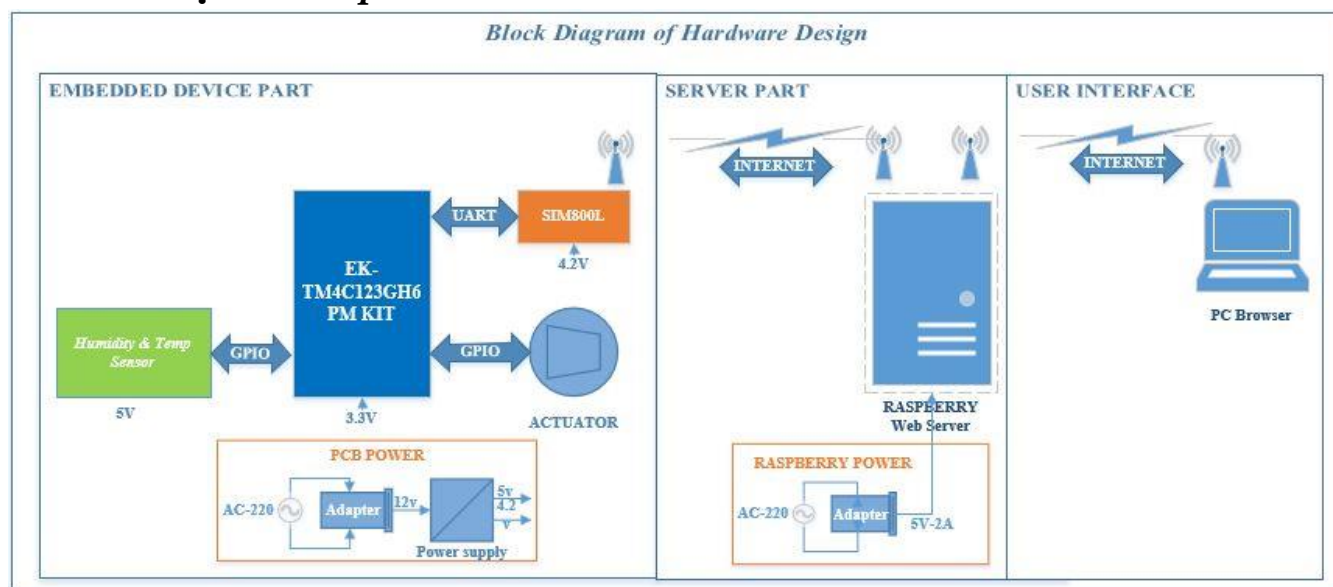 Block Diagram of Hardware Design
EMBEDDED DEVICE PART
SIM800L
UART
4.2V
EK-
TM4C123GH6
PM KIT
Humidity & Temp
Sensor
GPIO
GPIO
5V
3.3V
ACTUATOR
PCB POWER
AC-220
Adapter
12v
5v
4.2
v
Power supply
SERVER PART
INTERNET
RASPBERRY
Web Server
RASPBERRY POWER
AC-220
Adapter
5V-2A
USER INTERFACE
INTERNET
PC Browser